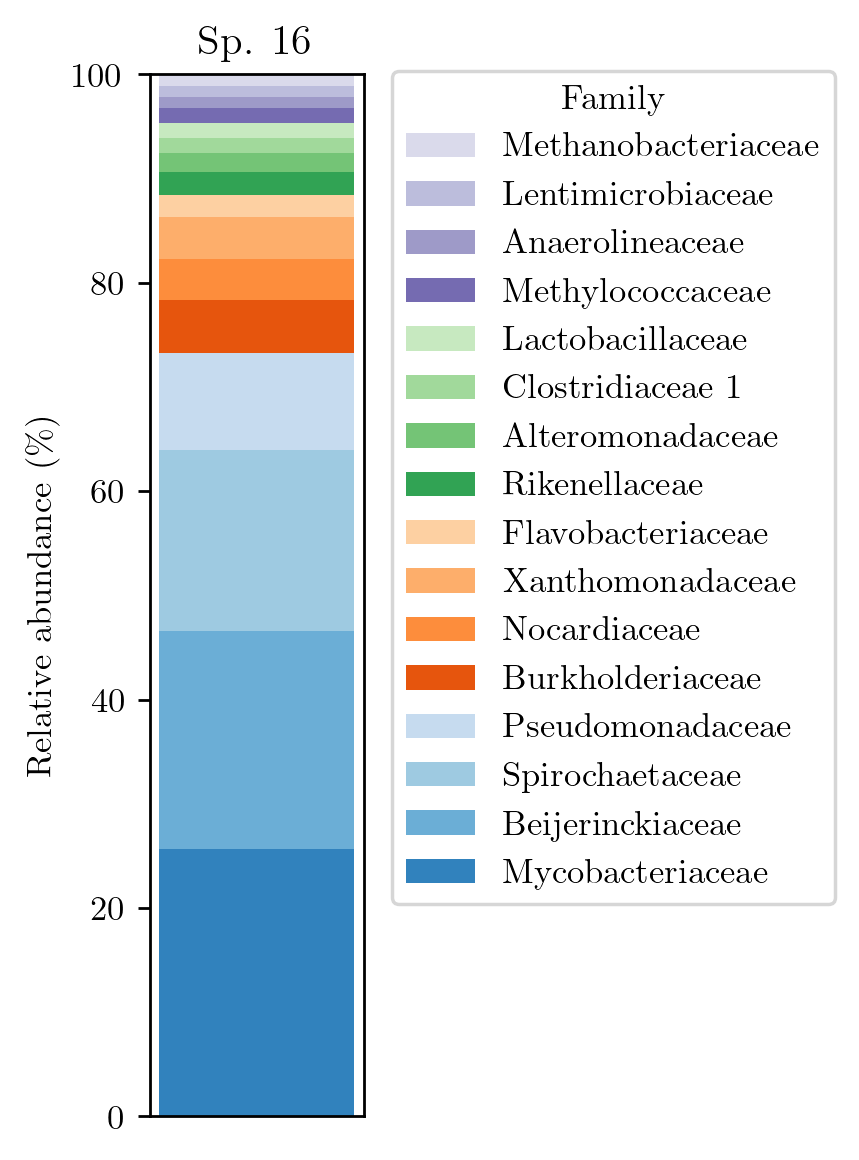 Sp. 16
100
80
60
40
20
0
Relative abundance (%)
Family
Methanobacteriaceae
Lentimicrobiaceae
Anaerolineaceae
Methylococcaceae
Lactobacillaceae
Clostridiaceae 1
Alteromonadaceae
Rikenellaceae
Flavobacteriaceae
Xanthomonadaceae
Nocardiaceae
Burkholderiaceae
Pseudomonadaceae
Spirochaetaceae
Beijerinckiaceae
Mycobacteriaceae